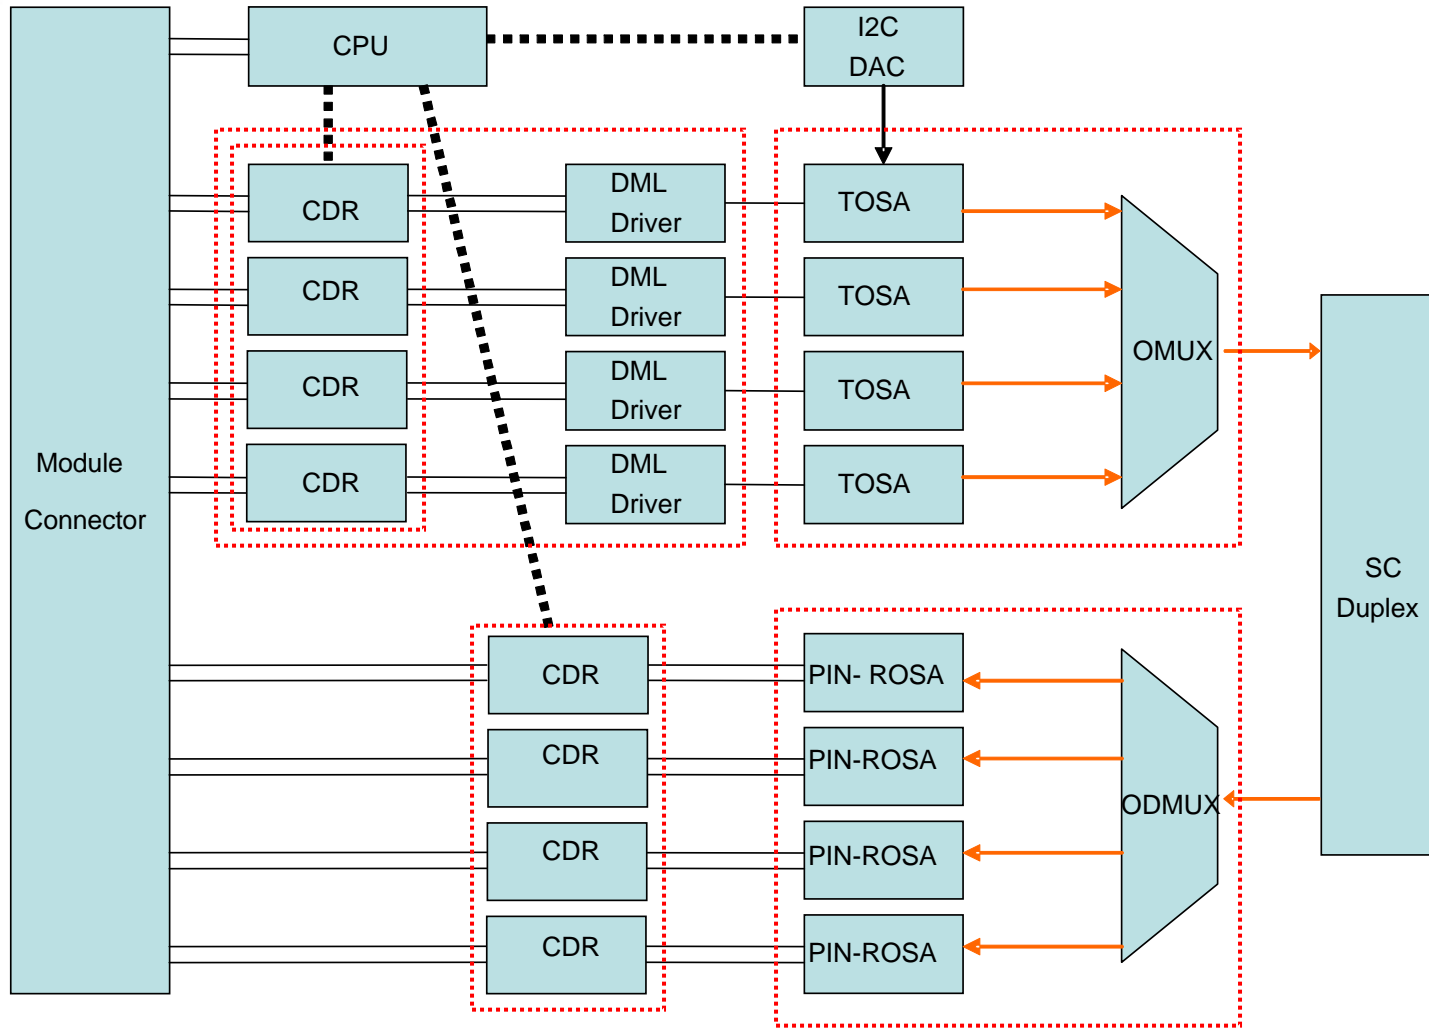 CPU
I2C
DAC
CDR
DML
Driver
TOSA
CDR
DML
Driver
TOSA
OMUX
CDR
DML
Driver
TOSA
Module
Connector
CDR
DML
Driver
TOSA
SC
Duplex
CDR
PIN- ROSA
CDR
PIN-ROSA
ODMUX
CDR
PIN-ROSA
CDR
PIN-ROSA